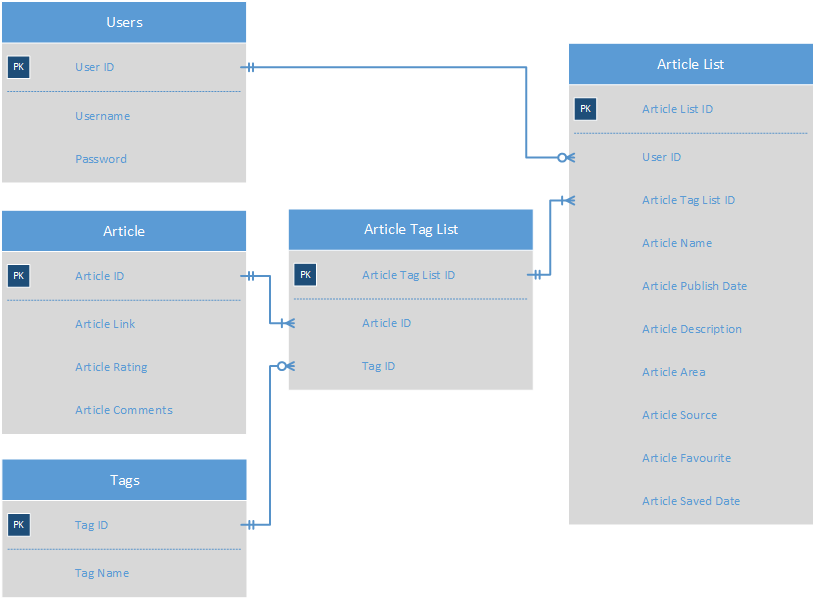 Users
PK User ID
Username
Password
Article
PK Article ID
Article Link
Article Rating
Article Comments
Tags
PK Tag ID
Tag Name
Article Tag List
PK Article Tag List ID
Article ID
Tag ID
Article List
PK Article List ID
User ID
Article Tag List ID
Article Name
Article Publish Date
Article Description
Article Area
Article Source
Article Favourite
Article Saved Date